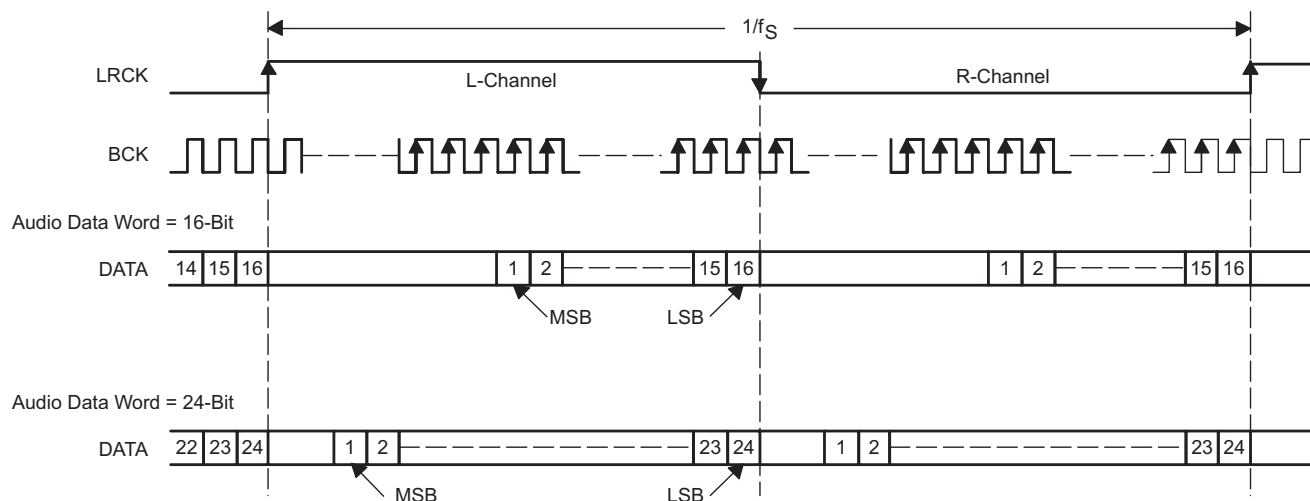 1/fS
LRCK
L-Channel
R-Channel
BCK
Audio Data Word = 16-Bit
DATA
14 15 16 1 2 15 16 1 2 15 16
MSB LSB
Audio Data Word = 24-Bit
DATA
22 23 24 1 2 23 24 1 2 23 24
MSB LSB